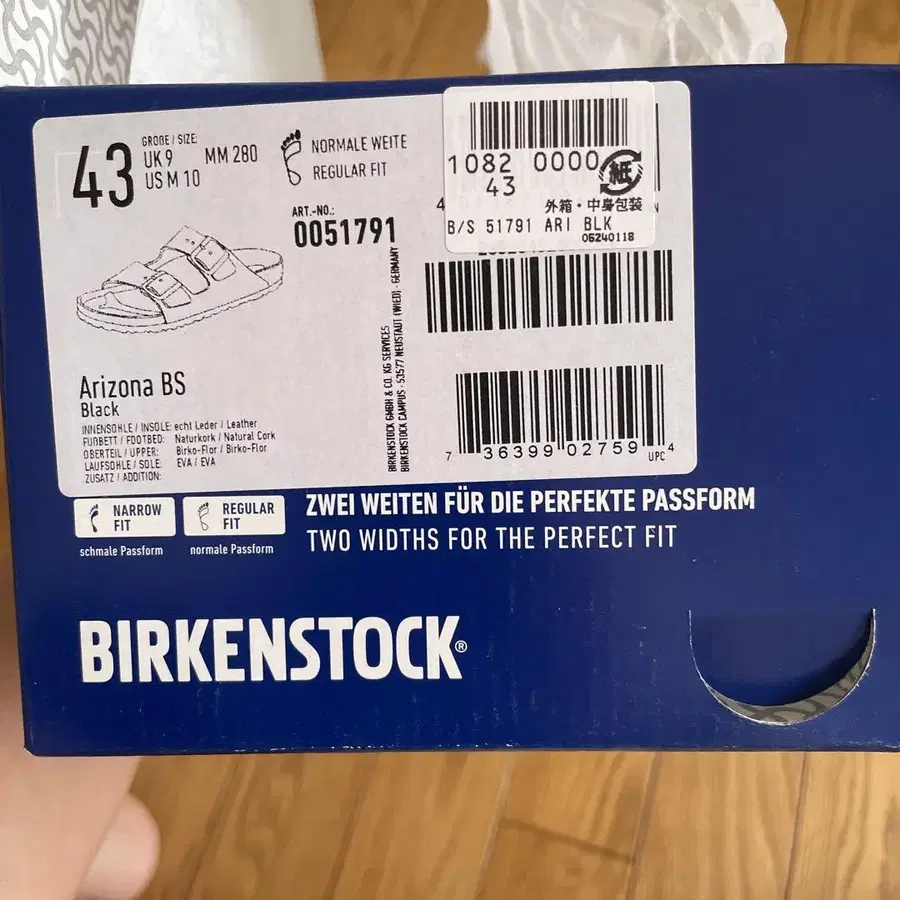 43
GRÖßE / SIZE:
UK 9
US M 10
MM 280
NORMALE WEITE
REGULAR FIT
ART.-NO.:
0051791
1082 0000
43
紙
外箱・中身包装
B/S 51791 ARI BLK
05240118
Arizona BS
Black
INNENSOHLE / INSOLE: echt Leder / Leather
FUßBETT / FOOTBED: Naturkork / Natural Cork
OBERTEIL / UPPER: Birko-Flor / Birko-Flor
LAUFSOHLE / SOLE: EVA / EVA
ZUSATZ / ADDITION:
BIRKENSTOCK GMBH & CO. KG SERVICES
BIRKENSTOCK CAMPUS - 53577 NEUSTADT (WIED) - GERMANY
7 36399 02759 4
UPC
NARROW
FIT
schmale Passform
REGULAR
FIT
normale Passform
ZWEI WEITEN FÜR DIE PERFEKTE PASSFORM
TWO WIDTHS FOR THE PERFECT FIT
BIRKENSTOCK®